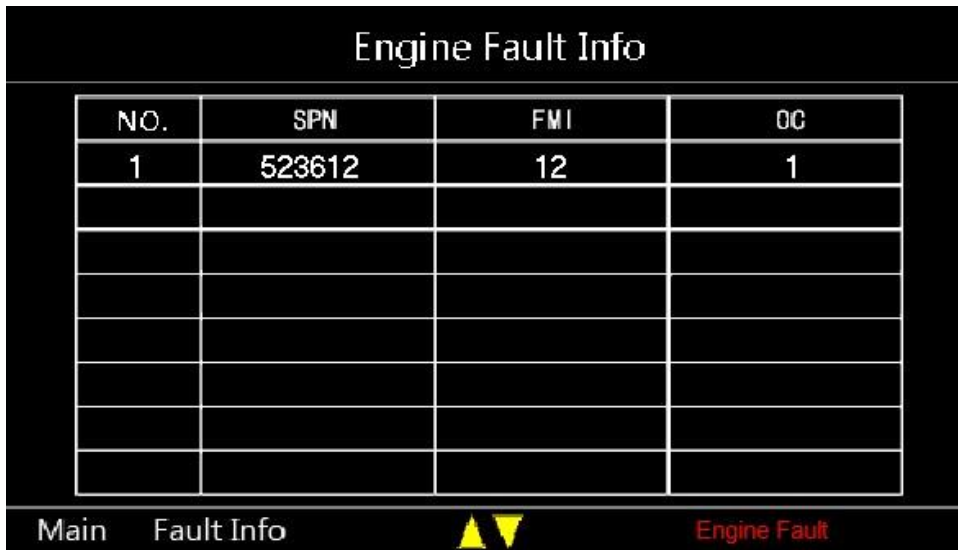 Engine Fault Info
NO. SPN FMI OC
1 523612 12 1
Main Fault Info Engine Fault